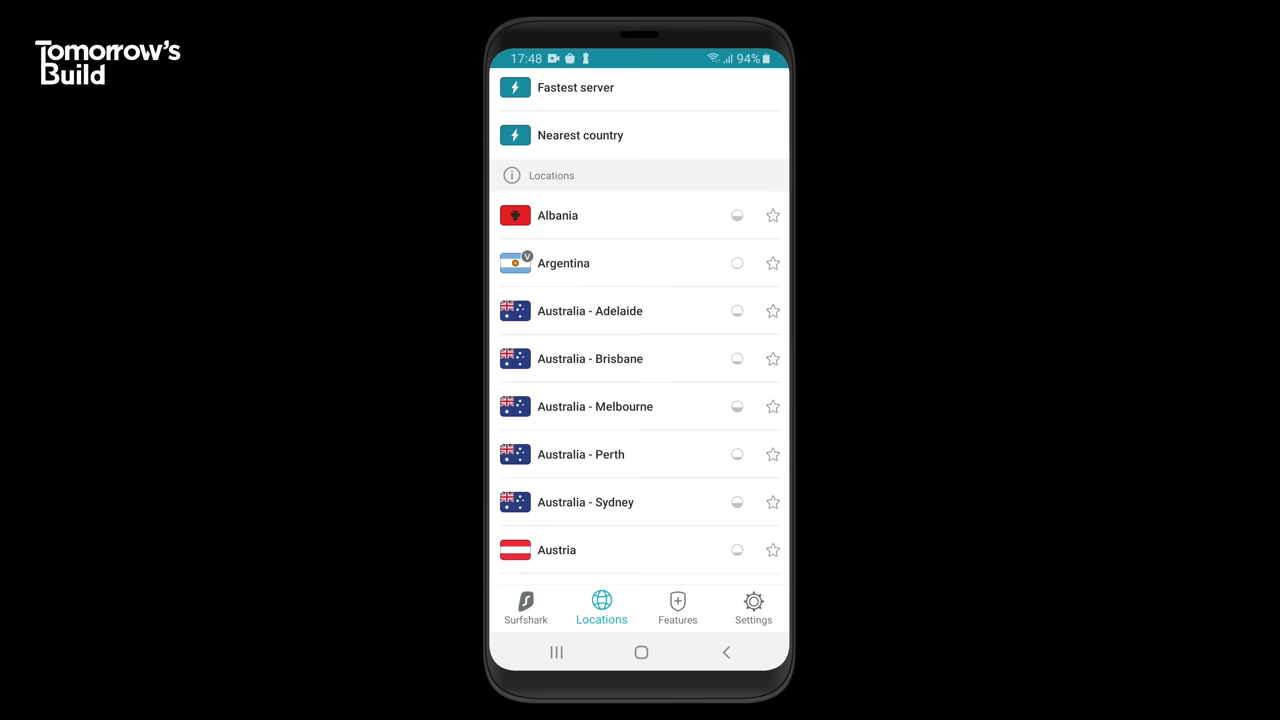 Tomorrow's
Build
17:48
94%
Fastest server
Nearest country
Locations
Albania
V
Argentina
Australia - Adelaide
Australia - Brisbane
Australia - Melbourne
Australia - Perth
Australia - Sydney
Austria
Surfshark
Locations
Features
Settings